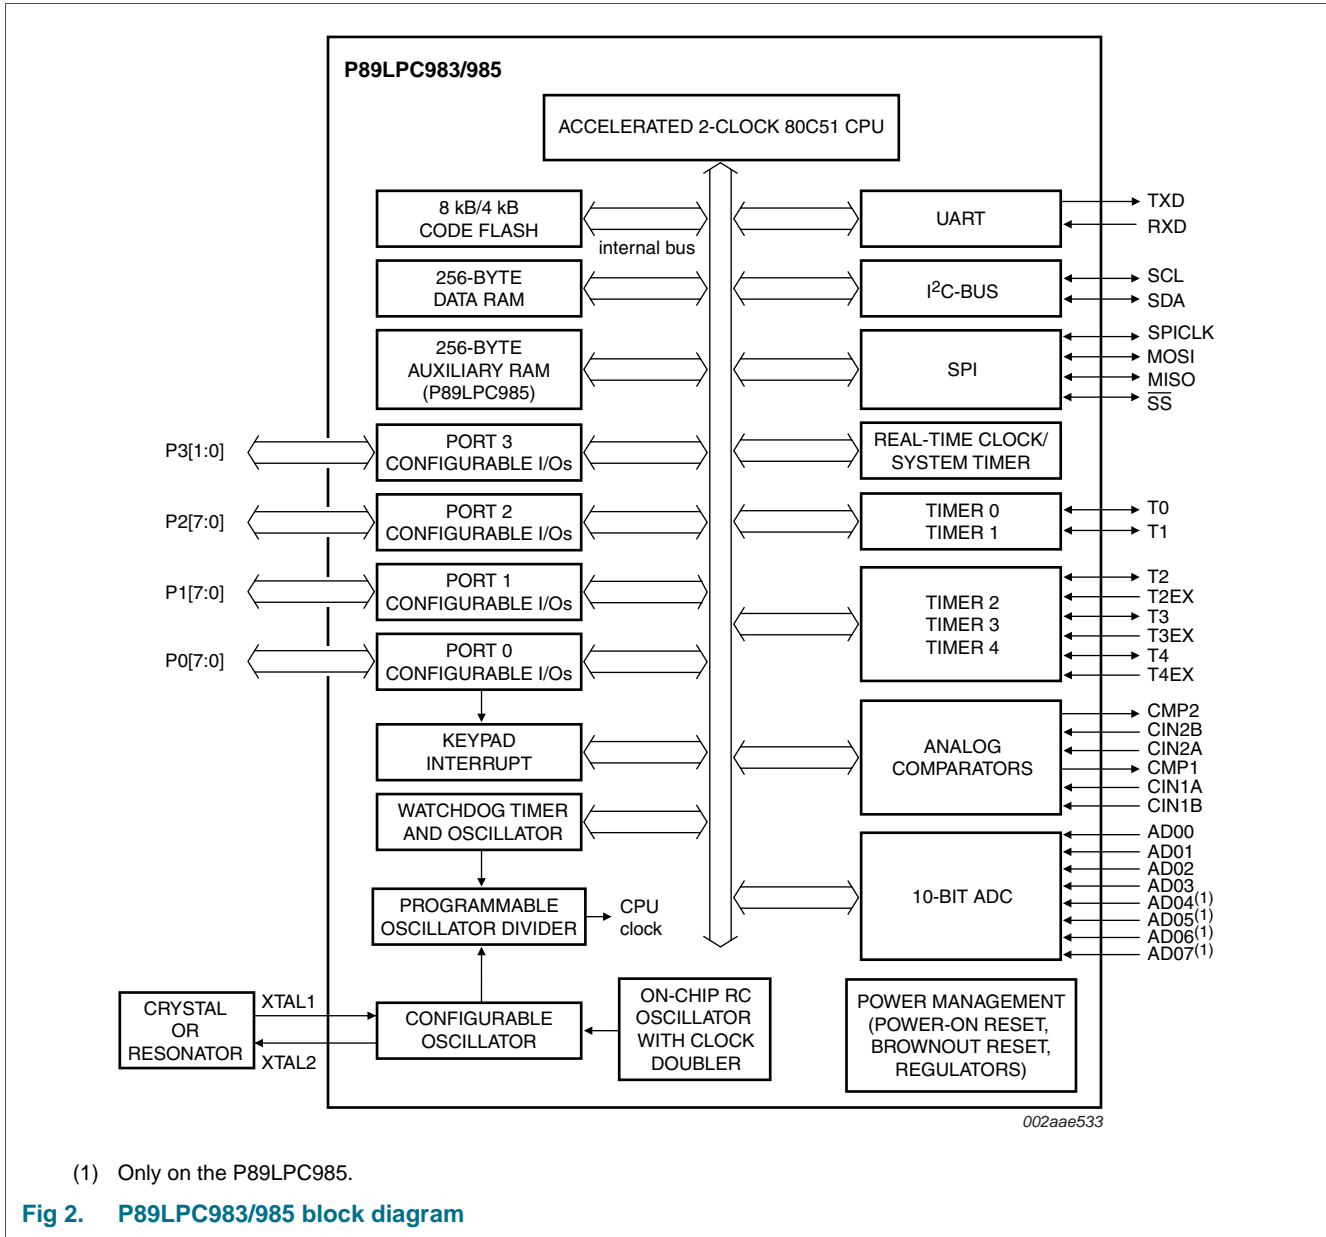 P89LPC983/985
ACCELERATED 2-CLOCK 80C51 CPU
8 kB/4 kB
CODE FLASH
internal bus
256-BYTE
DATA RAM
256-BYTE
AUXILIARY RAM
(P89LPC985)
P3[1:0]
PORT 3
CONFIGURABLE I/Os
P2[7:0]
PORT 2
CONFIGURABLE I/Os
P1[7:0]
PORT 1
CONFIGURABLE I/Os
P0[7:0]
PORT 0
CONFIGURABLE I/Os
KEYPAD
INTERRUPT
WATCHDOG TIMER
AND OSCILLATOR
PROGRAMMABLE
OSCILLATOR DIVIDER
CPU
clock
CRYSTAL
OR
RESONATOR
XTAL1
XTAL2
CONFIGURABLE
OSCILLATOR
ON-CHIP RC
OSCILLATOR
WITH CLOCK
DOUBLER
UART
TXD
RXD
I²C-BUS
SCL
SDA
SPI
SPICLK
MOSI
MISO
S̅S̅
REAL-TIME CLOCK/
SYSTEM TIMER
TIMER 0
TIMER 1
T0
T1
TIMER 2
TIMER 3
TIMER 4
T2
T2EX
T3
T3EX
T4
T4EX
ANALOG
COMPARATORS
CMP2
CIN2B
CIN2A
CMP1
CIN1A
CIN1B
10-BIT ADC
AD00
AD01
AD02
AD03
AD04(1)
AD05(1)
AD06(1)
AD07(1)
POWER MANAGEMENT
(POWER-ON RESET,
BROWNOUT RESET,
REGULATORS)
002aae533
(1) Only on the P89LPC985.
Fig 2. P89LPC983/985 block diagram